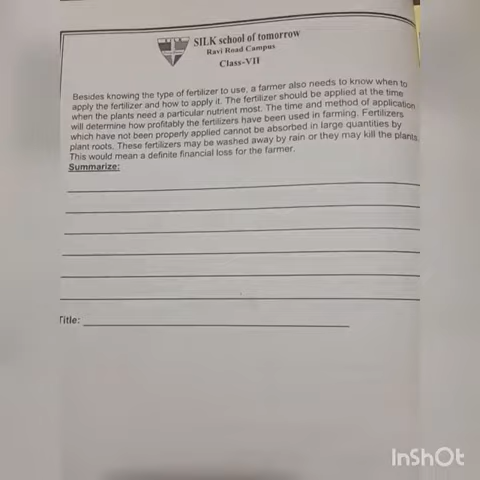 SILK school of tomorrow
Ravi Road Campus
Class-VII
Besides knowing the type of fertilizer to use, a farmer also needs to know when to
apply the fertilizer and how to apply it. The fertilizer should be applied at the time
when the plants need a particular nutrient most. The time and method of application
will determine how profitably the fertilizers have been used in farming. Fertilizers
which have not been properly applied cannot be absorbed in large quantities by
plant roots. These fertilizers may be washed away by rain or they may kill the plants.
This would mean a definite financial loss for the farmer.
Summarize:
Title:
InShOt